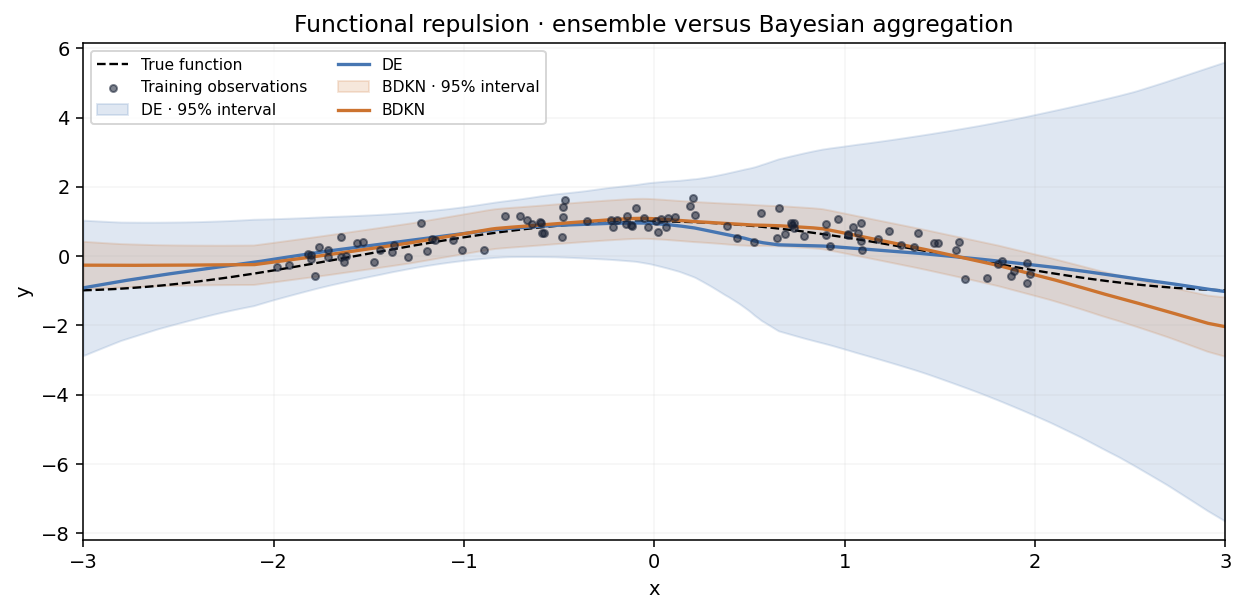 Functional repulsion · ensemble versus Bayesian aggregation
True function
Training observations
DE · 95% interval
DE
BDKN · 95% interval
BDKN
6
4
2
0
−2
−4
−6
−8
y
−3
−2
−1
0
1
2
3
x